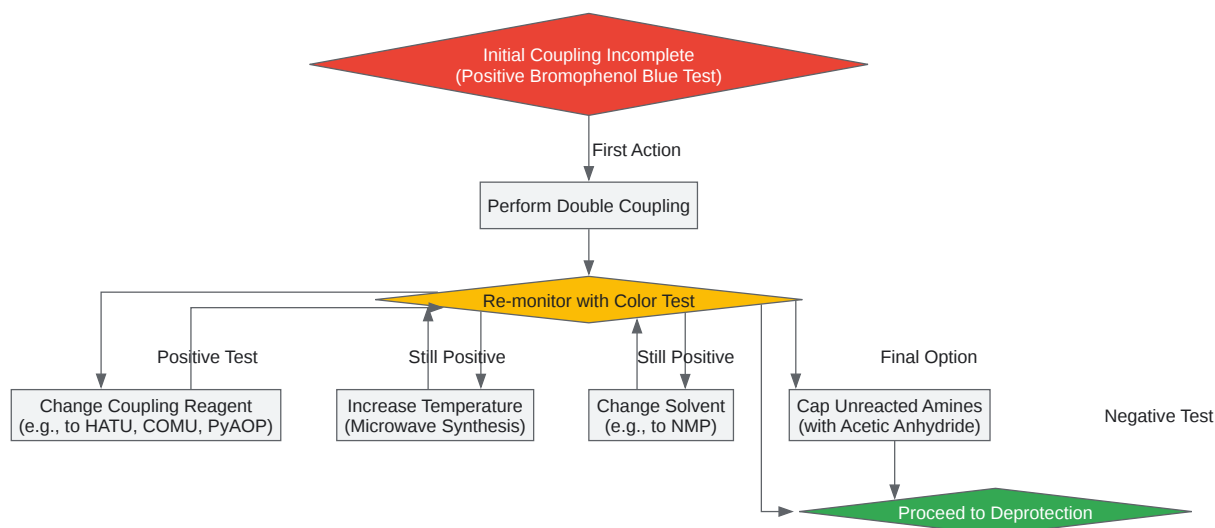 Initial Coupling Incomplete
(Positive Bromophenol Blue Test)
First Action
Perform Double Coupling
Re-monitor with Color Test
Positive Test
Still Positive
Still Positive
Final Option
Change Coupling Reagent
(e.g., to HATU, COMU, PyAOP)
Increase Temperature
(Microwave Synthesis)
Change Solvent
(e.g., to NMP)
Cap Unreacted Amines
(with Acetic Anhydride)
Negative Test
Proceed to Deprotection